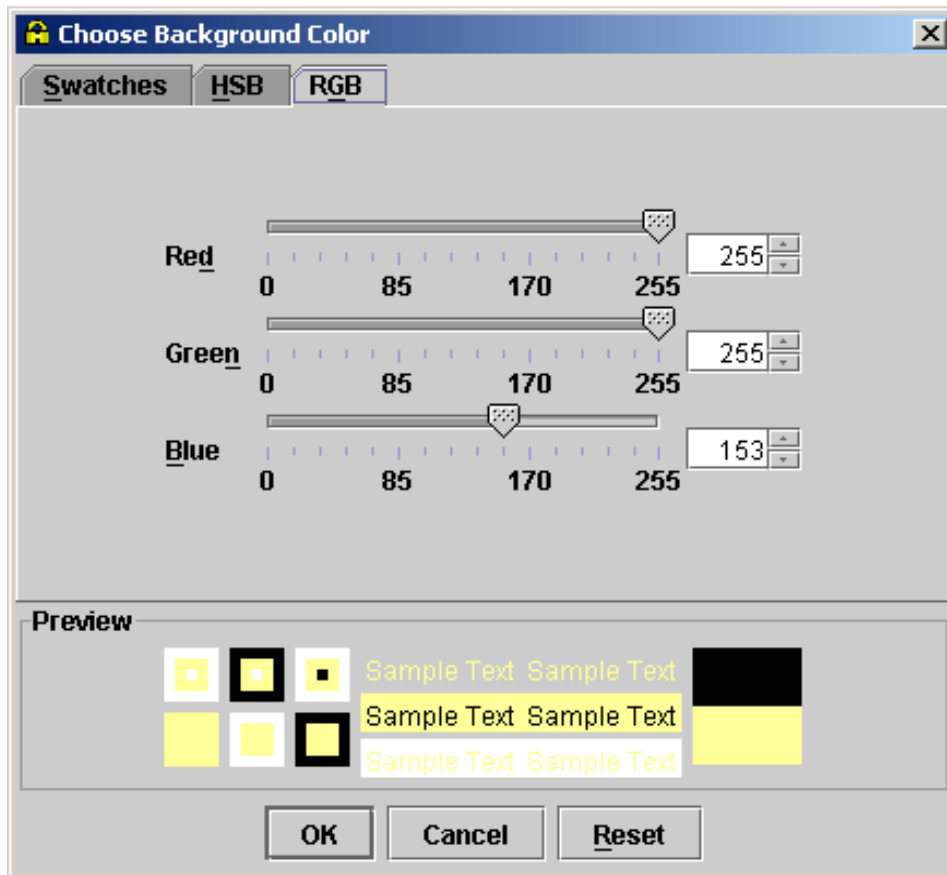 Choose Background Color
Swatches HSB RGB
Red 255
0 85 170 255
Green 255
0 85 170 255
Blue 153
0 85 170 255
Preview
Sample Text Sample Text
Sample Text Sample Text
Sample Text Sample Text
OK Cancel Reset